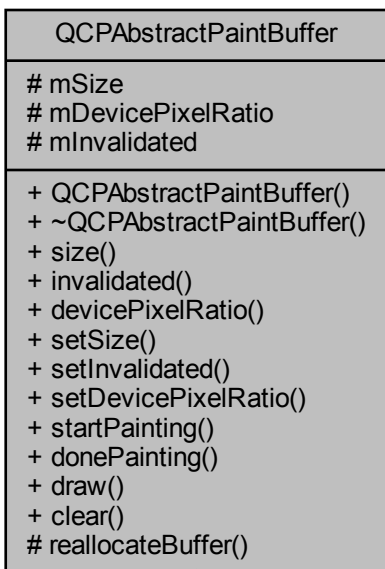 QCPAbstractPaintBuffer
# mSize
# mDevicePixelRatio
# mInvalidated
+ QCPAbstractPaintBuffer()
+ ~QCPAbstractPaintBuffer()
+ size()
+ invalidated()
+ devicePixelRatio()
+ setSize()
+ setInvalidated()
+ setDevicePixelRatio()
+ startPainting()
+ donePainting()
+ draw()
+ clear()
# reallocateBuffer()